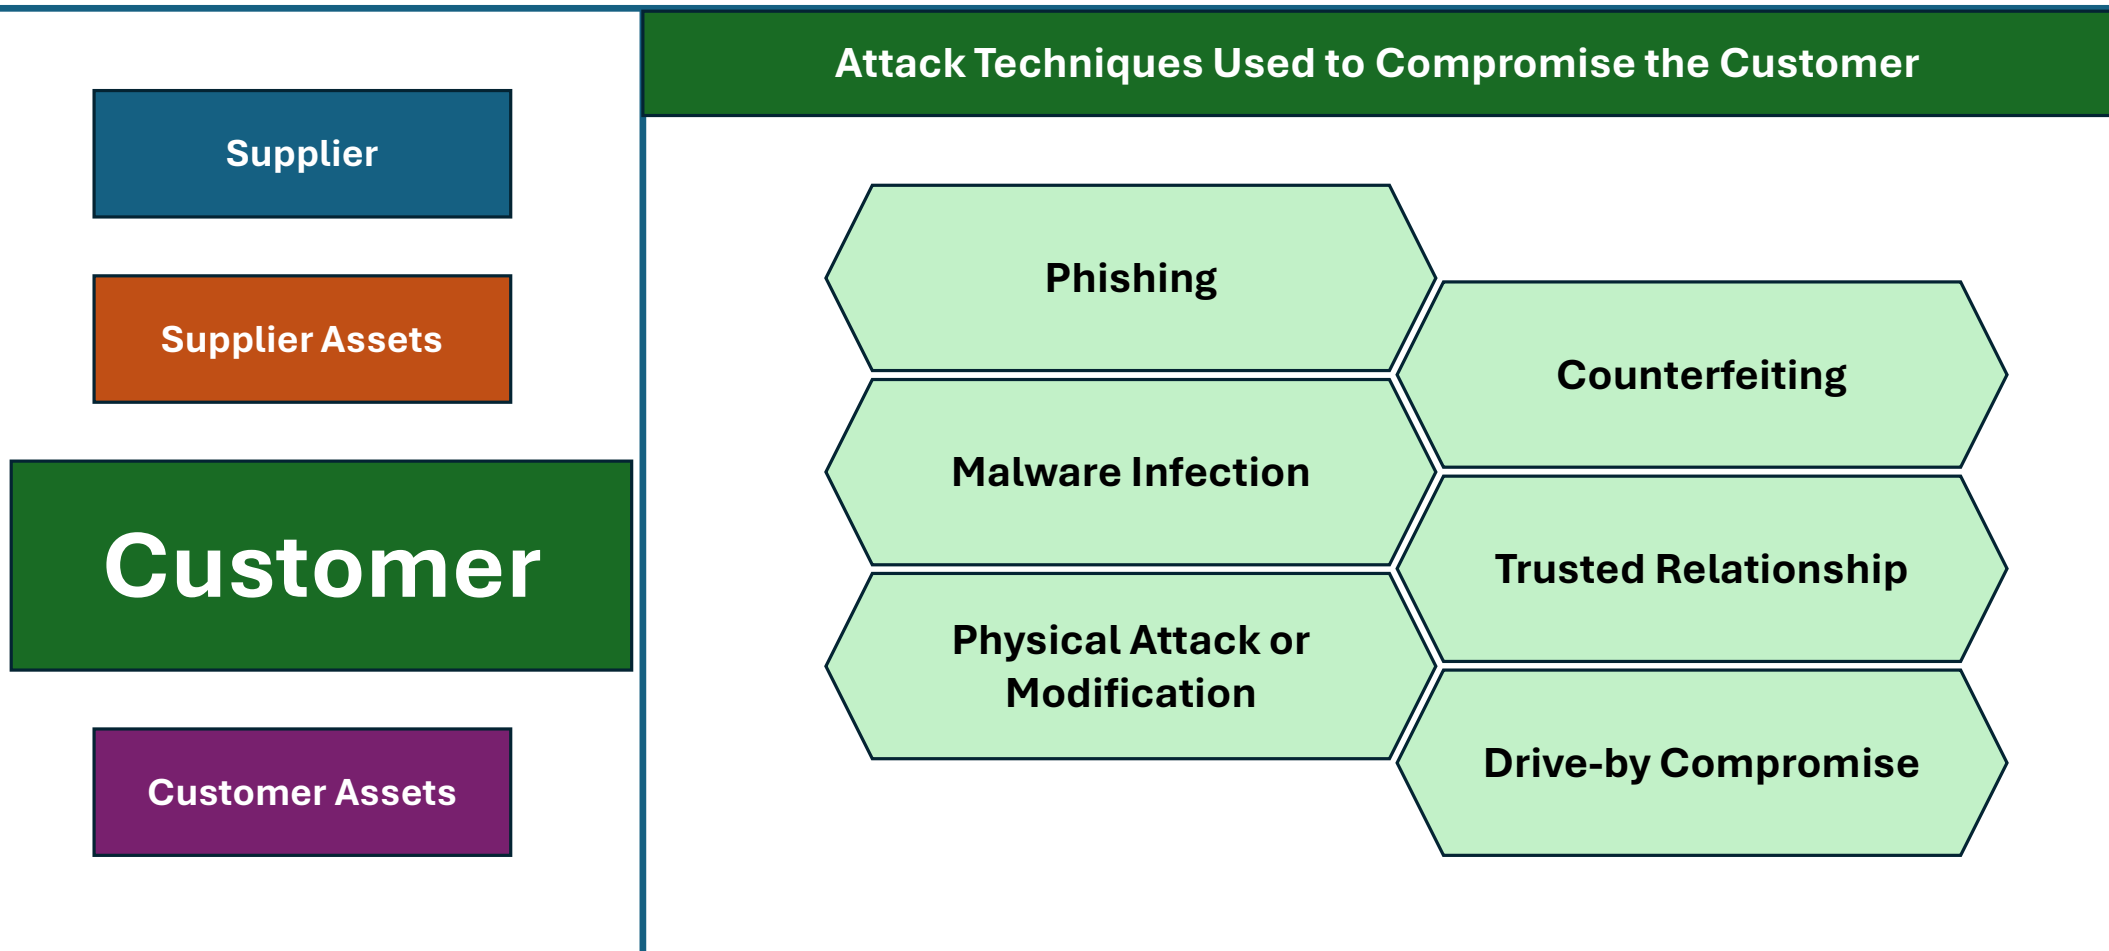 Attack Techniques Used to Compromise the Customer
Supplier
Supplier Assets
Customer
Customer Assets
Phishing
Counterfeiting
Malware Infection
Trusted Relationship
Physical Attack or
Modification
Drive-by Compromise